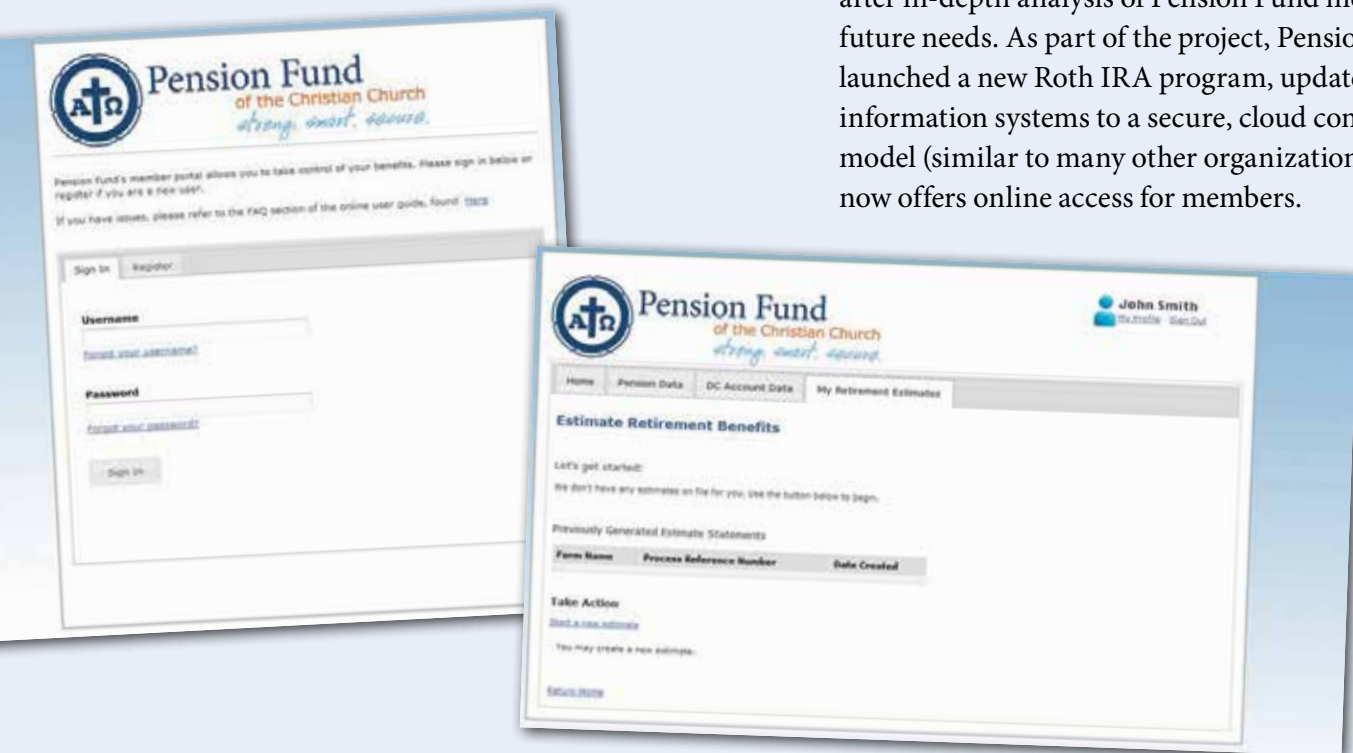 after in-depth analysis of Pension Fund
future needs. As part of the project,
launched a new Roth IRA program,
information systems to a secure, cloud
model (similar to many other
now offers online access for members.
ΑΩ
Pension Fund
of the Christian Church
strong. smart. secure.
Pension Fund's member portal allows you to take control of your benefits. Please sign in below or
register if you are a new user.
If you have issues, please refer to the FAQ section of the online user guide, found Here
Sign In Register
Username
Forgot your username?
Password
Forgot your password?
Sign In
ΑΩ
Pension Fund
of the Christian Church
strong. smart. secure.
John Smith
My Profile Sign Out
Home Pension Data DC Account Data My Retirement Estimates
Estimate Retirement Benefits
Let's get started!
We don't have any estimates on file for you. Use the button below to begin.
Previously Generated Estimate Statements
Form Name Process Reference Number Date Created
Take Action
Start a new estimate
You may create a new estimate.
Return Home